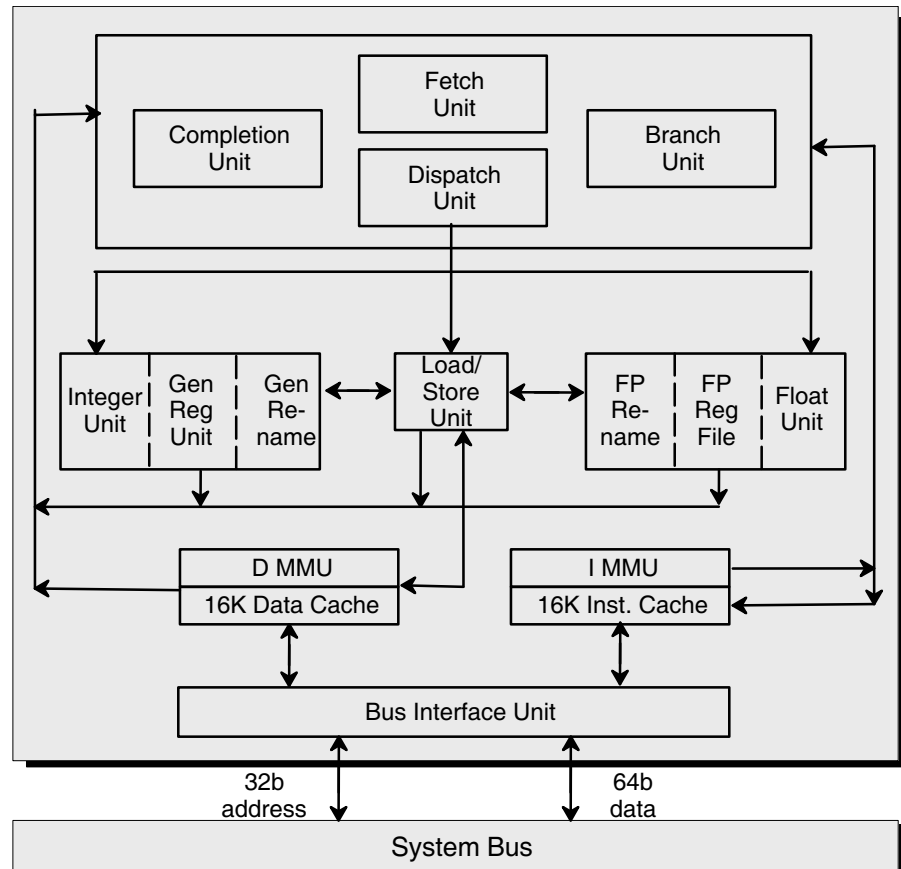 Fetch
Unit
Completion
Unit
Branch
Unit
Dispatch
Unit
Integer
Unit
Gen
Reg
Unit
Gen
Re-
name
Load/
Store
Unit
FP
Re-
name
FP
Reg
File
Float
Unit
D MMU
16K Data Cache
I MMU
16K Inst. Cache
Bus Interface Unit
32b
address
64b
data
System Bus